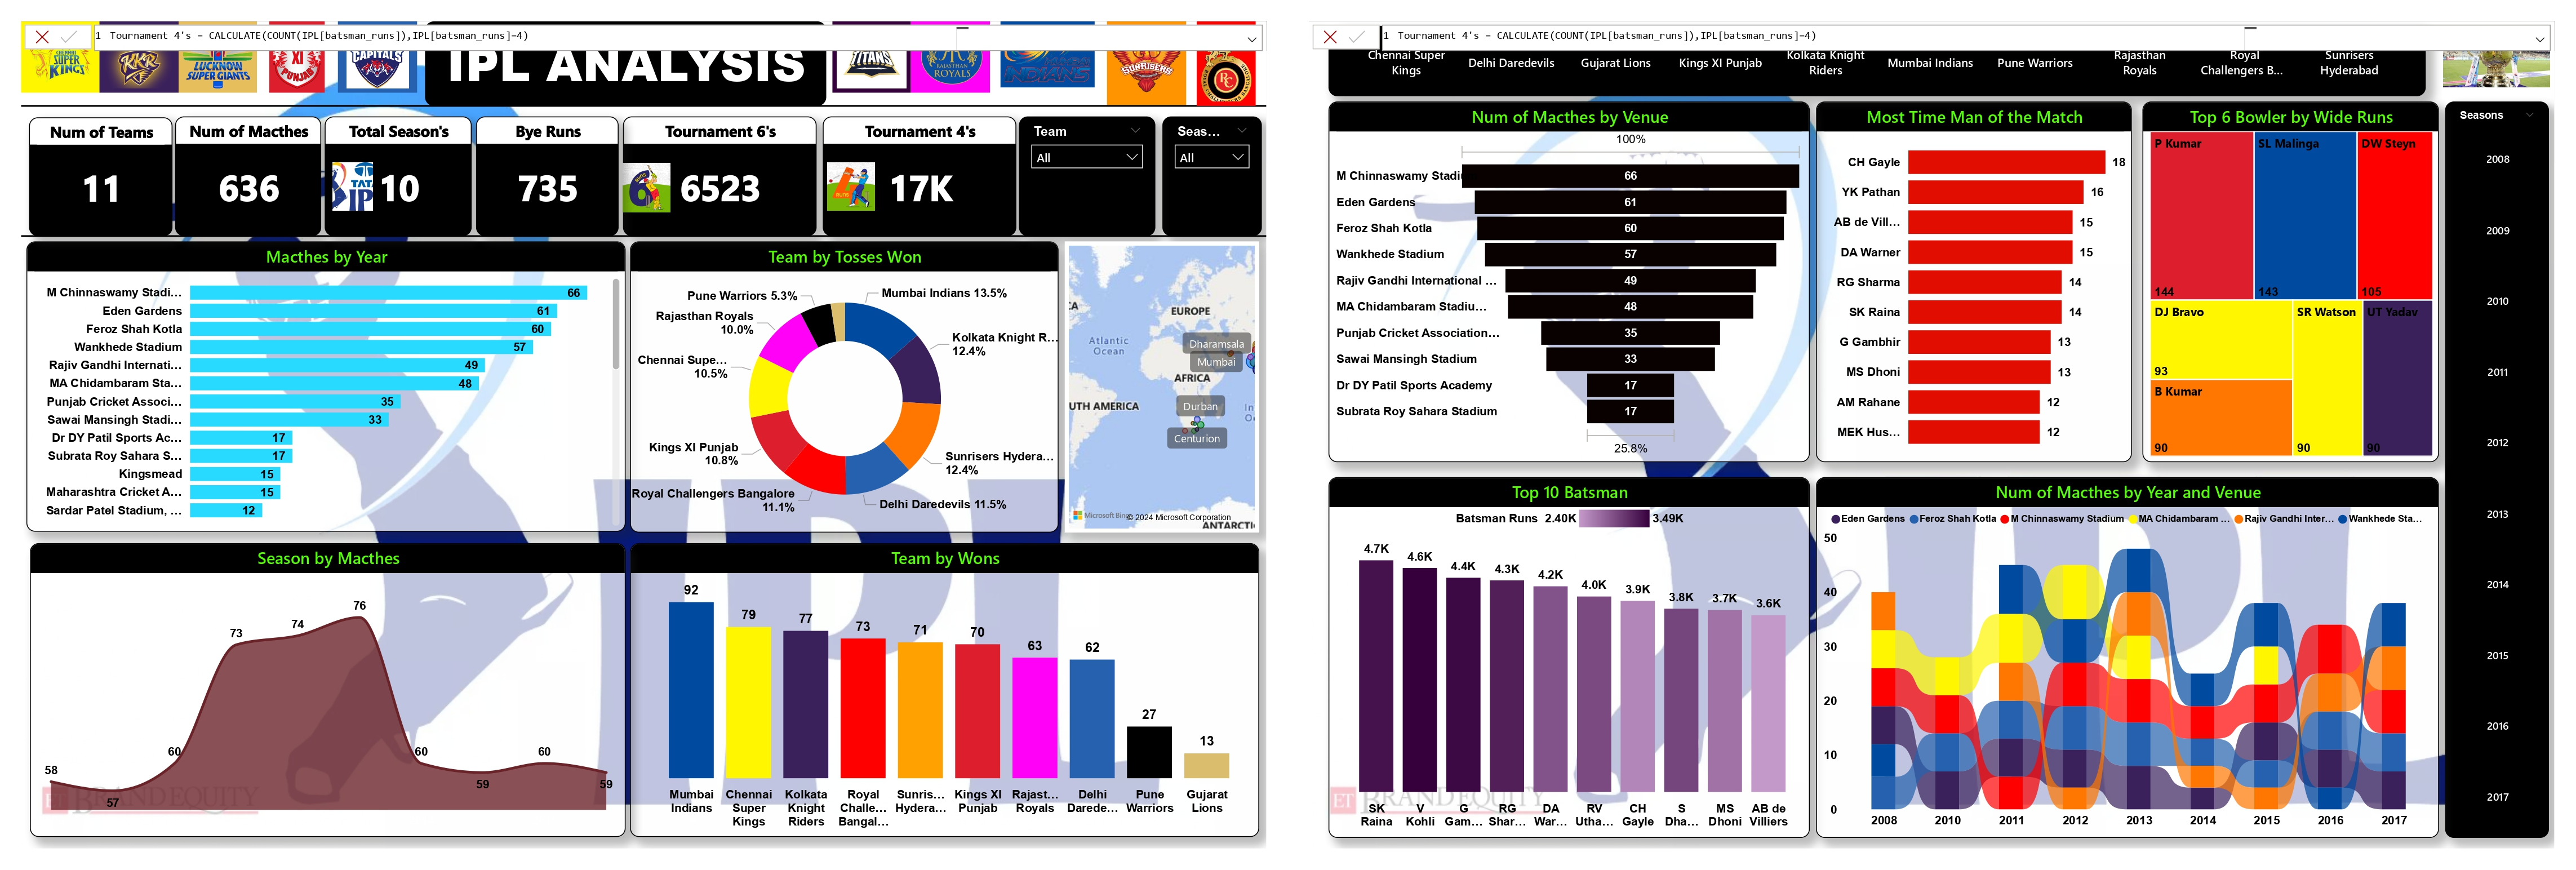 1 Tournament 4's = CALCULATE(COUNT(IPL[batsman_runs]),IPL[batsman_runs]=4)
SUPER KINGS
KKR
LUCKNOW
SUPER GIANTS
XI
PUNJAB
CAPITALS
IPL ANALYSIS
TITANS
RAJASTHAN
ROYALS
INDIANS
SUNRISERS
Num of Teams
11
Num of Macthes
636
Total Season's
10
Bye Runs
735
Tournament 6's
6523
Tournament 4's
17K
Team
All
Seas...
All
Macthes by Year
M Chinnaswamy Stadi... 66
Eden Gardens 61
Feroz Shah Kotla 60
Wankhede Stadium 57
Rajiv Gandhi Internati... 49
MA Chidambaram Sta... 48
Punjab Cricket Associ... 35
Sawai Mansingh Stadi... 33
Dr DY Patil Sports Ac... 17
Subrata Roy Sahara S... 17
Kingsmead 15
Maharashtra Cricket A... 15
Sardar Patel Stadium, ... 12
Team by Tosses Won
Pune Warriors 5.3%
Mumbai Indians 13.5%
Rajasthan Royals
10.0%
Kolkata Knight R...
12.4%
Chennai Supe...
10.5%
Kings XI Punjab
10.8%
Sunrisers Hydera...
12.4%
Royal Challengers Bangalore
11.1%
Delhi Daredevils 11.5%
EUROPE
Atlantic
Ocean
Dharamsala
Mumbai
AFRICA
UTH AMERICA
Durban
Centurion
Microsoft Bing
© 2024 Microsoft Corporation
ANTARCTI
Season by Macthes
58
57
60
73
74
76
60
59
60
59
BRANDEQUITY
Team by Wons
92
79
77
73
71
70
63
62
27
13
Mumbai
Indians
Chennai
Super
Kings
Kolkata
Knight
Riders
Royal
Challe...
Bangal...
Sunris...
Hydera...
Kings XI
Punjab
Rajast...
Royals
Delhi
Darede...
Pune
Warriors
Gujarat
Lions
1 Tournament 4's = CALCULATE(COUNT(IPL[batsman_runs]),IPL[batsman_runs]=4)
Chennai Super
Kings
Delhi Daredevils
Gujarat Lions
Kings XI Punjab
Kolkata Knight
Riders
Mumbai Indians
Pune Warriors
Rajasthan
Royals
Royal
Challengers B...
Sunrisers
Hyderabad
Num of Macthes by Venue
100%
M Chinnaswamy Stadiu 66
Eden Gardens 61
Feroz Shah Kotla 60
Wankhede Stadium 57
Rajiv Gandhi International ... 49
MA Chidambaram Stadiu... 48
Punjab Cricket Association... 35
Sawai Mansingh Stadium 33
Dr DY Patil Sports Academy 17
Subrata Roy Sahara Stadium 17
25.8%
Most Time Man of the Match
CH Gayle 18
YK Pathan 16
AB de Vill... 15
DA Warner 15
RG Sharma 14
SK Raina 14
G Gambhir 13
MS Dhoni 13
AM Rahane 12
MEK Hus... 12
Top 6 Bowler by Wide Runs
P Kumar
144
SL Malinga
143
DW Steyn
105
DJ Bravo
93
B Kumar
90
SR Watson
90
UT Yadav
90
Seasons
2008
2009
2010
2011
2012
2013
2014
2015
2016
2017
Top 10 Batsman
Batsman Runs 2.40K 3.49K
4.7K
4.6K
4.4K
4.3K
4.2K
4.0K
3.9K
3.8K
3.7K
3.6K
SK
Raina
V
Kohli
G
Gam...
RG
Shar...
DA
War...
RV
Utha...
CH
Gayle
S
Dha...
MS
Dhoni
AB de
Villiers
ET BRANDEQUITY
Num of Macthes by Year and Venue
Eden Gardens Feroz Shah Kotla M Chinnaswamy Stadium MA Chidambaram ... Rajiv Gandhi Inter... Wankhede Sta...
50
40
30
20
10
0
2008 2010 2011 2012 2013 2014 2015 2016 2017